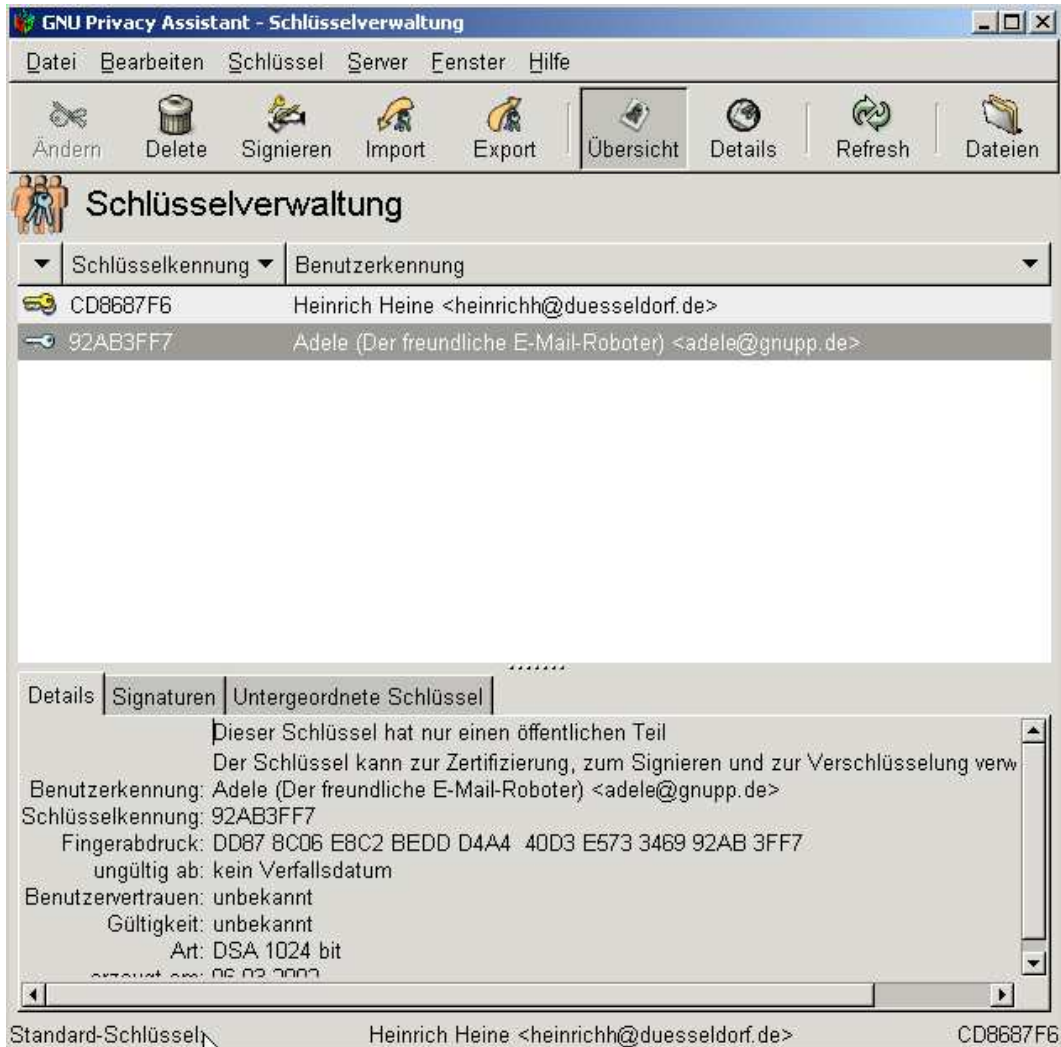 GNU Privacy Assistant - Schlüsselverwaltung
Datei Bearbeiten Schlüssel Server Fenster Hilfe
Ändern Delete Signieren Import Export Übersicht Details Refresh Dateien
Schlüsselverwaltung
Schlüsselkennung Benutzerkennung
CD8687F6 Heinrich Heine <heinrichh@duesseldorf.de>
92AB3FF7 Adele (Der freundliche E-Mail-Roboter) <adele@gnupp.de>
Details Signaturen Untergeordnete Schlüssel
Dieser Schlüssel hat nur einen öffentlichen Teil
Der Schlüssel kann zur Zertifizierung, zum Signieren und zur Verschlüsselung verw
Benutzerkennung: Adele (Der freundliche E-Mail-Roboter) <adele@gnupp.de>
Schlüsselkennung: 92AB3FF7
Fingerabdruck: DD87 8C06 E8C2 BEDD D4A4 40D3 E573 3469 92AB 3FF7
ungültig ab: kein Verfallsdatum
Benutzervertrauen: unbekannt
Gültigkeit: unbekannt
Art: DSA 1024 bit
erzeugt am:
Standard-Schlüssel: Heinrich Heine <heinrichh@duesseldorf.de> CD8687F6